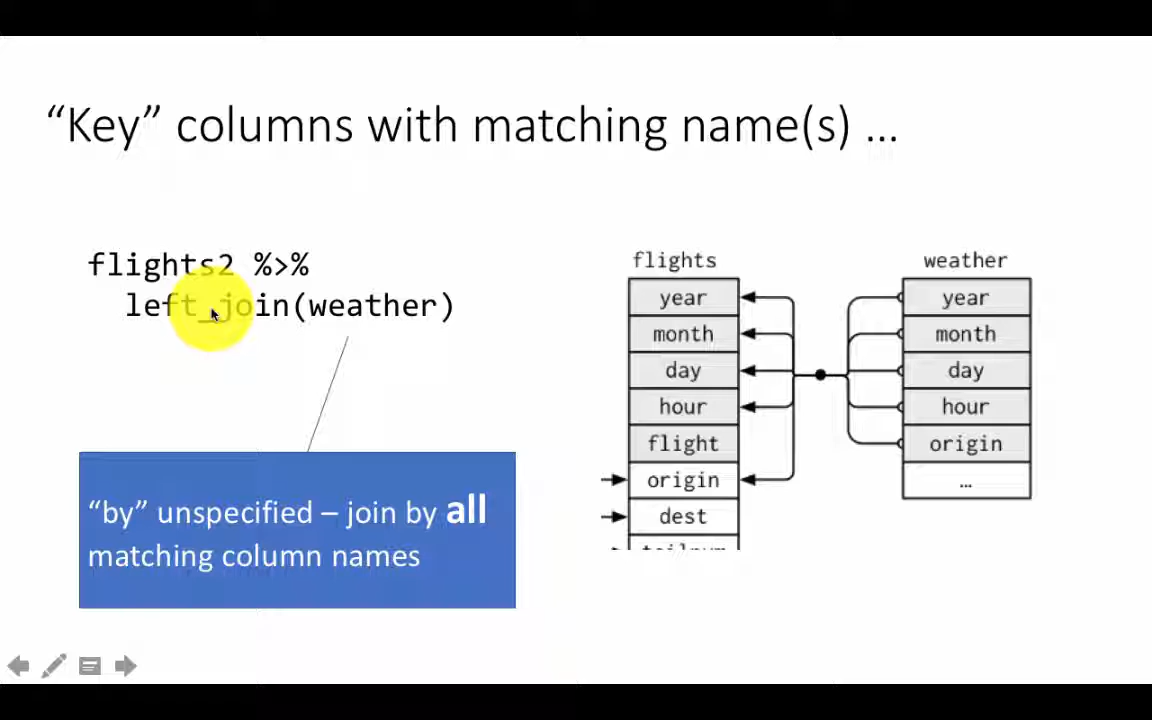 “Key” columns with matching name(s) …
flights2 %>%
left_join(weather)
“by” unspecified – join by all
matching column names
flights
year
month
day
hour
flight
origin
dest
weather
year
month
day
hour
origin
…